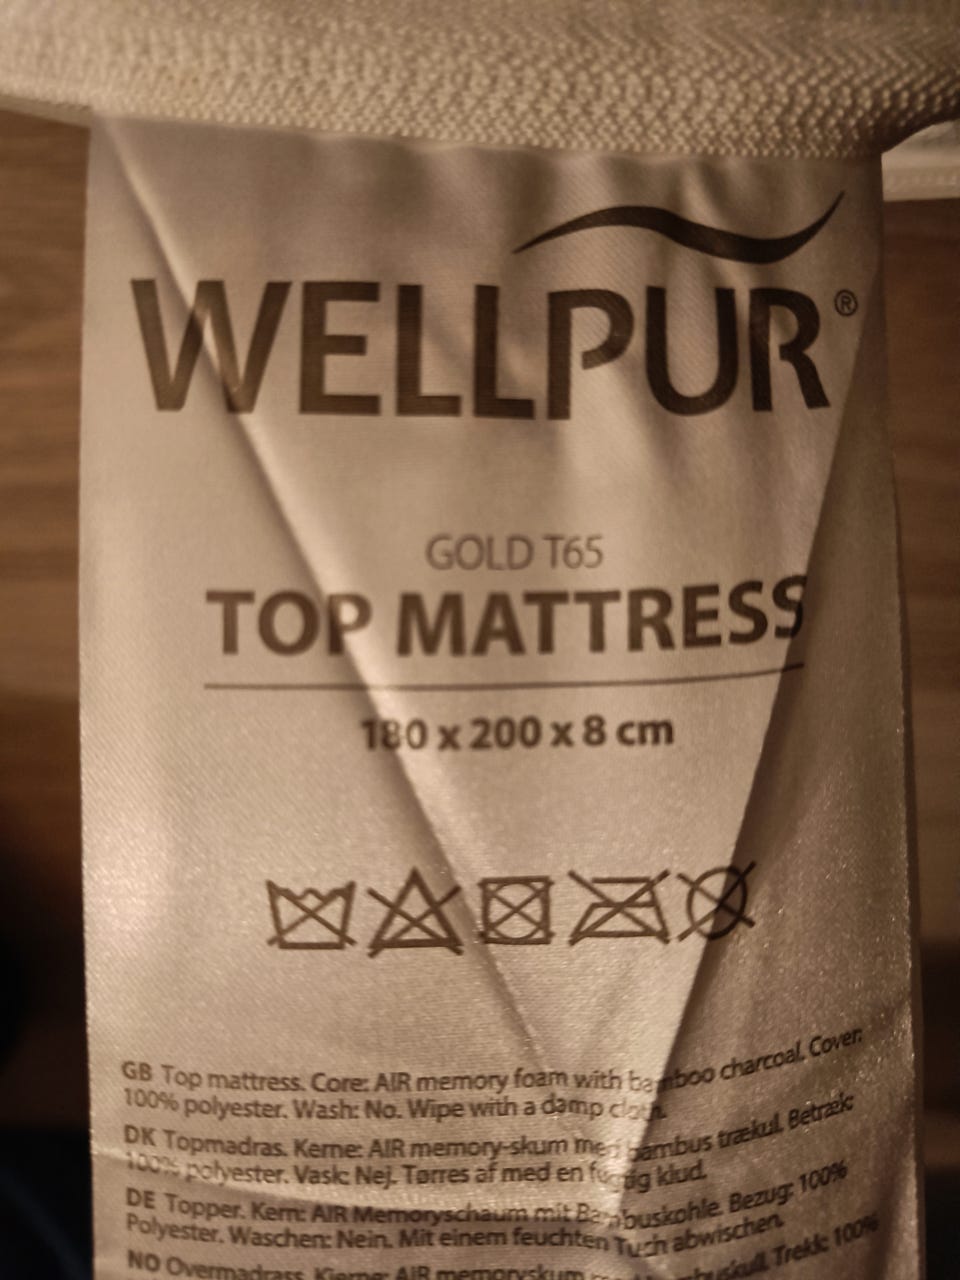 WELLPUR®
GOLD T65
TOP MATTRESS
180 x 200 x 8 cm
GB Top mattress. Core: AIR memory foam with bamboo charcoal. Cover:
100% polyester. Wash: No. Wipe with a damp cloth.
DK Topmadras. Kerne: AIR memory-skum med bambus trækul. Betræk:
100% polyester. Vask: Nej. Tørres af med en fugtig klud.
DE Topper. Kern: AIR Memoryschaum mit Bambuskohle. Bezug: 100%
Polyester. Waschen: Nein. Mit einem feuchten Tuch abwischen.
NO Overmadrass. Kjerne: AIR memoryskum Trekk: 100%